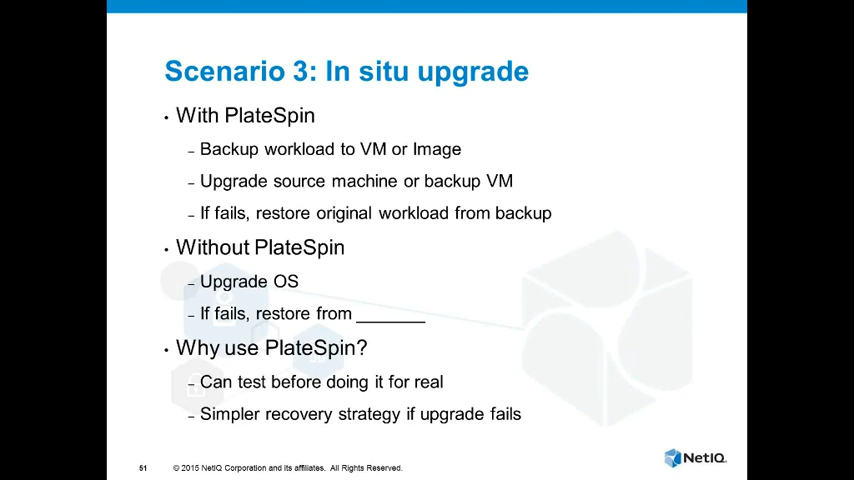 Scenario 3: In situ upgrade
• With PlateSpin
– Backup workload to VM or Image
– Upgrade source machine or backup VM
– If fails, restore original workload from backup
• Without PlateSpin
– Upgrade OS
– If fails, restore from _______
• Why use PlateSpin?
– Can test before doing it for real
– Simpler recovery strategy if upgrade fails
51 © 2015 NetIQ Corporation and its affiliates. All Rights Reserved.
NetIQ.